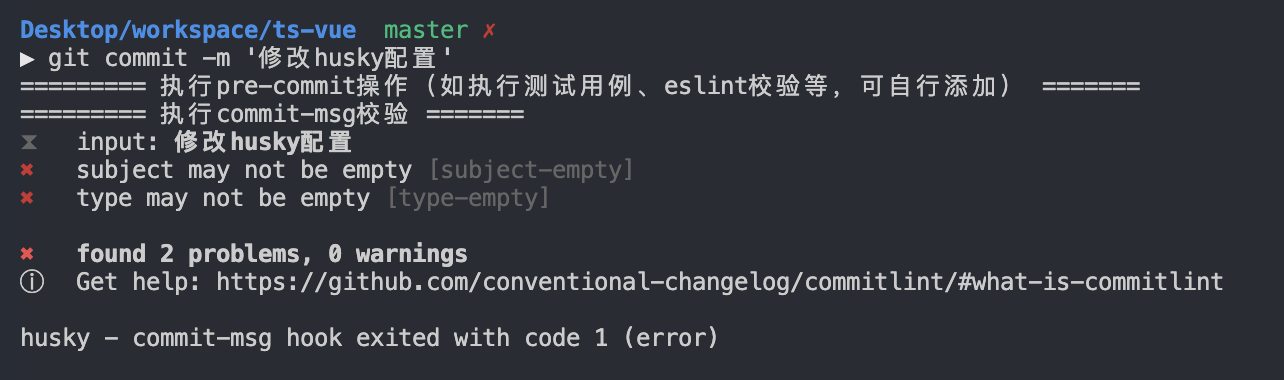 Desktop/workspace/ts-vue master ✗
▶ git commit -m '修改husky配置'
========= 执行pre-commit操作（如执行测试用例、eslint校验等，可自行添加） =======
========= 执行commit-msg校验 =======
⧗ input: 修改husky配置
✖ subject may not be empty [subject-empty]
✖ type may not be empty [type-empty]
✖ found 2 problems, 0 warnings
ⓘ Get help: https://github.com/conventional-changelog/commitlint/#what-is-commitlint
husky - commit-msg hook exited with code 1 (error)